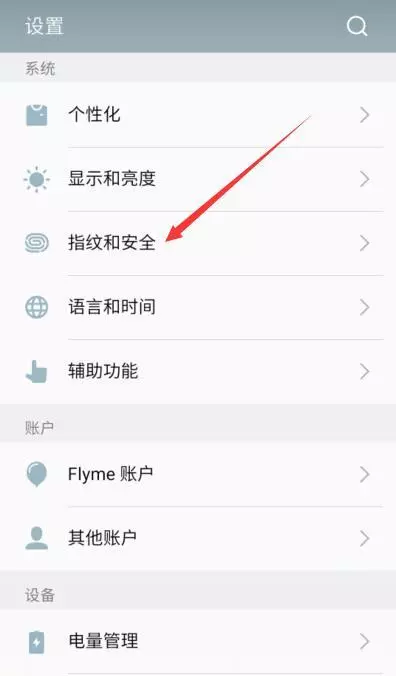 设置
系统
个性化
显示和亮度
指纹和安全
语言和时间
辅助功能
账户
Flyme 账户
其他账户
设备
电量管理